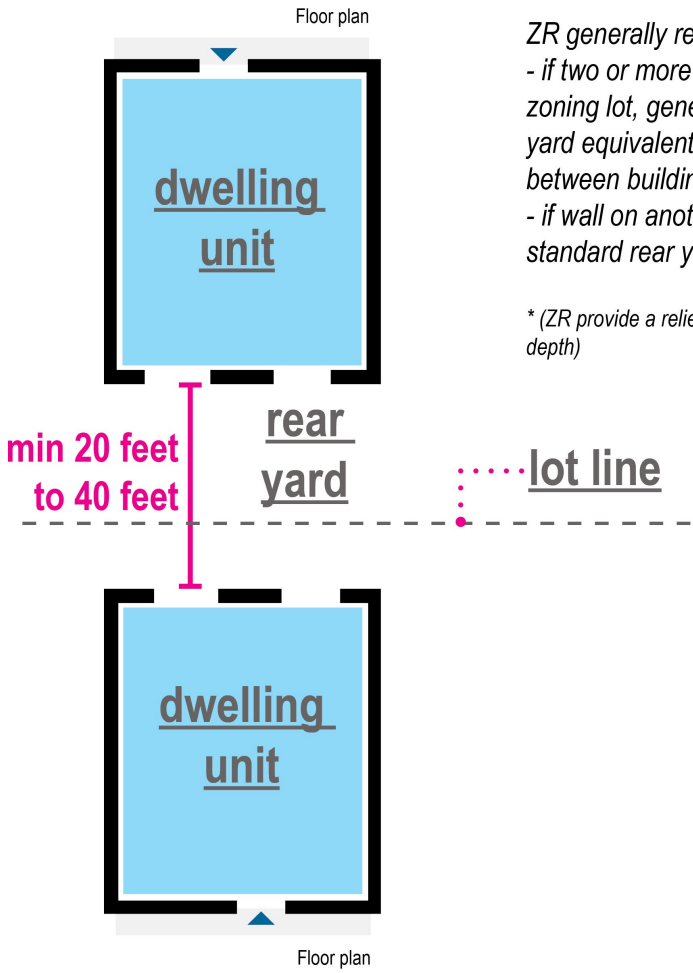 Floor plan
ZR generally re
- if two or more
zoning lot, gene
yard equivalent
between buildin
- if wall on anot
standard rear y
* (ZR provide a relie
depth)
dwelling
unit
rear
yard
min 20 feet
to 40 feet
lot line
dwelling
unit
Floor plan